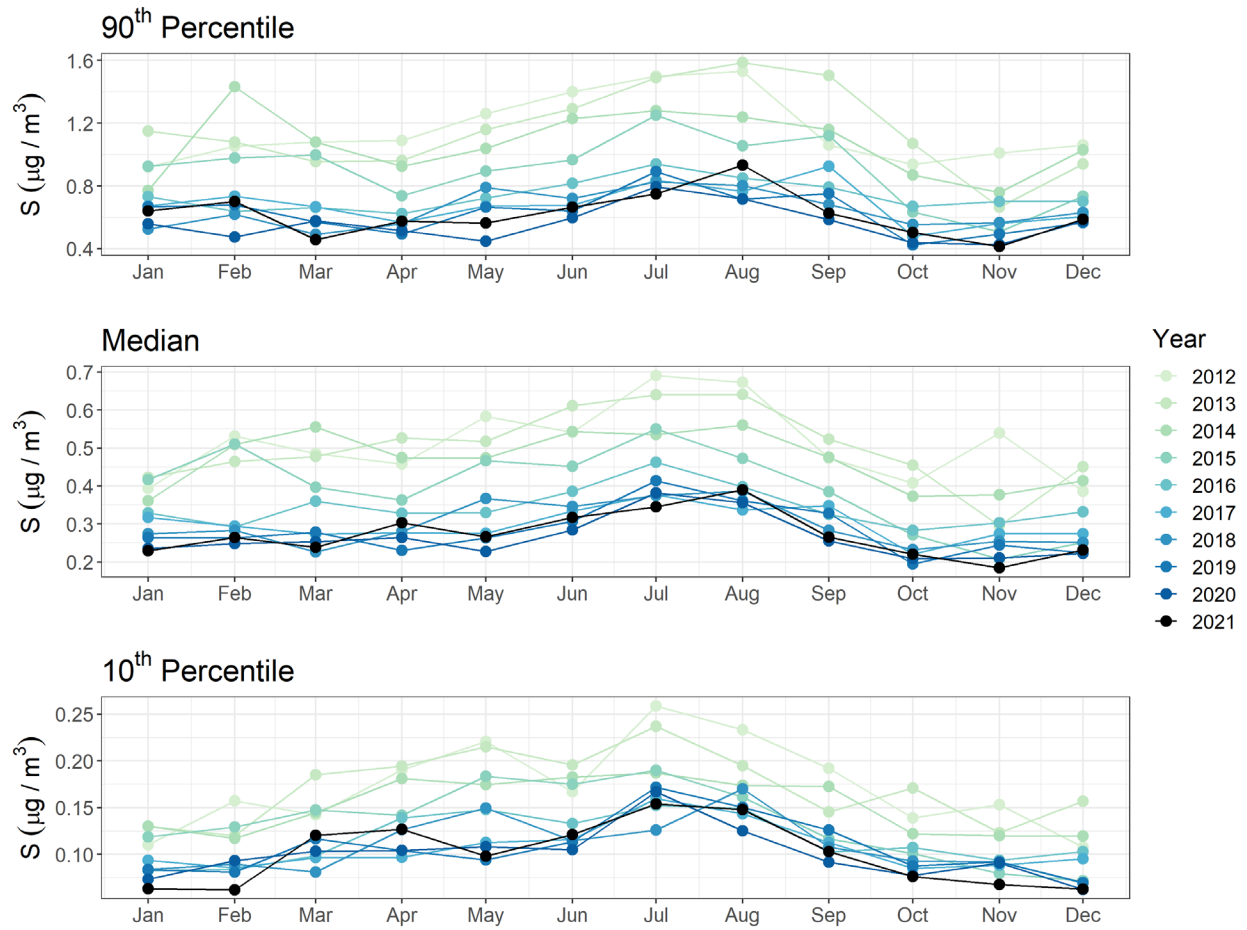 90th Percentile
S (μg / m3)
1.6
1.2
0.8
0.4
Jan Feb Mar Apr May Jun Jul Aug Sep Oct Nov Dec
Median
S (μg / m3)
0.7
0.6
0.5
0.4
0.3
0.2
Jan Feb Mar Apr May Jun Jul Aug Sep Oct Nov Dec
Year
2012
2013
2014
2015
2016
2017
2018
2019
2020
2021
10th Percentile
S (μg / m3)
0.25
0.20
0.15
0.10
Jan Feb Mar Apr May Jun Jul Aug Sep Oct Nov Dec